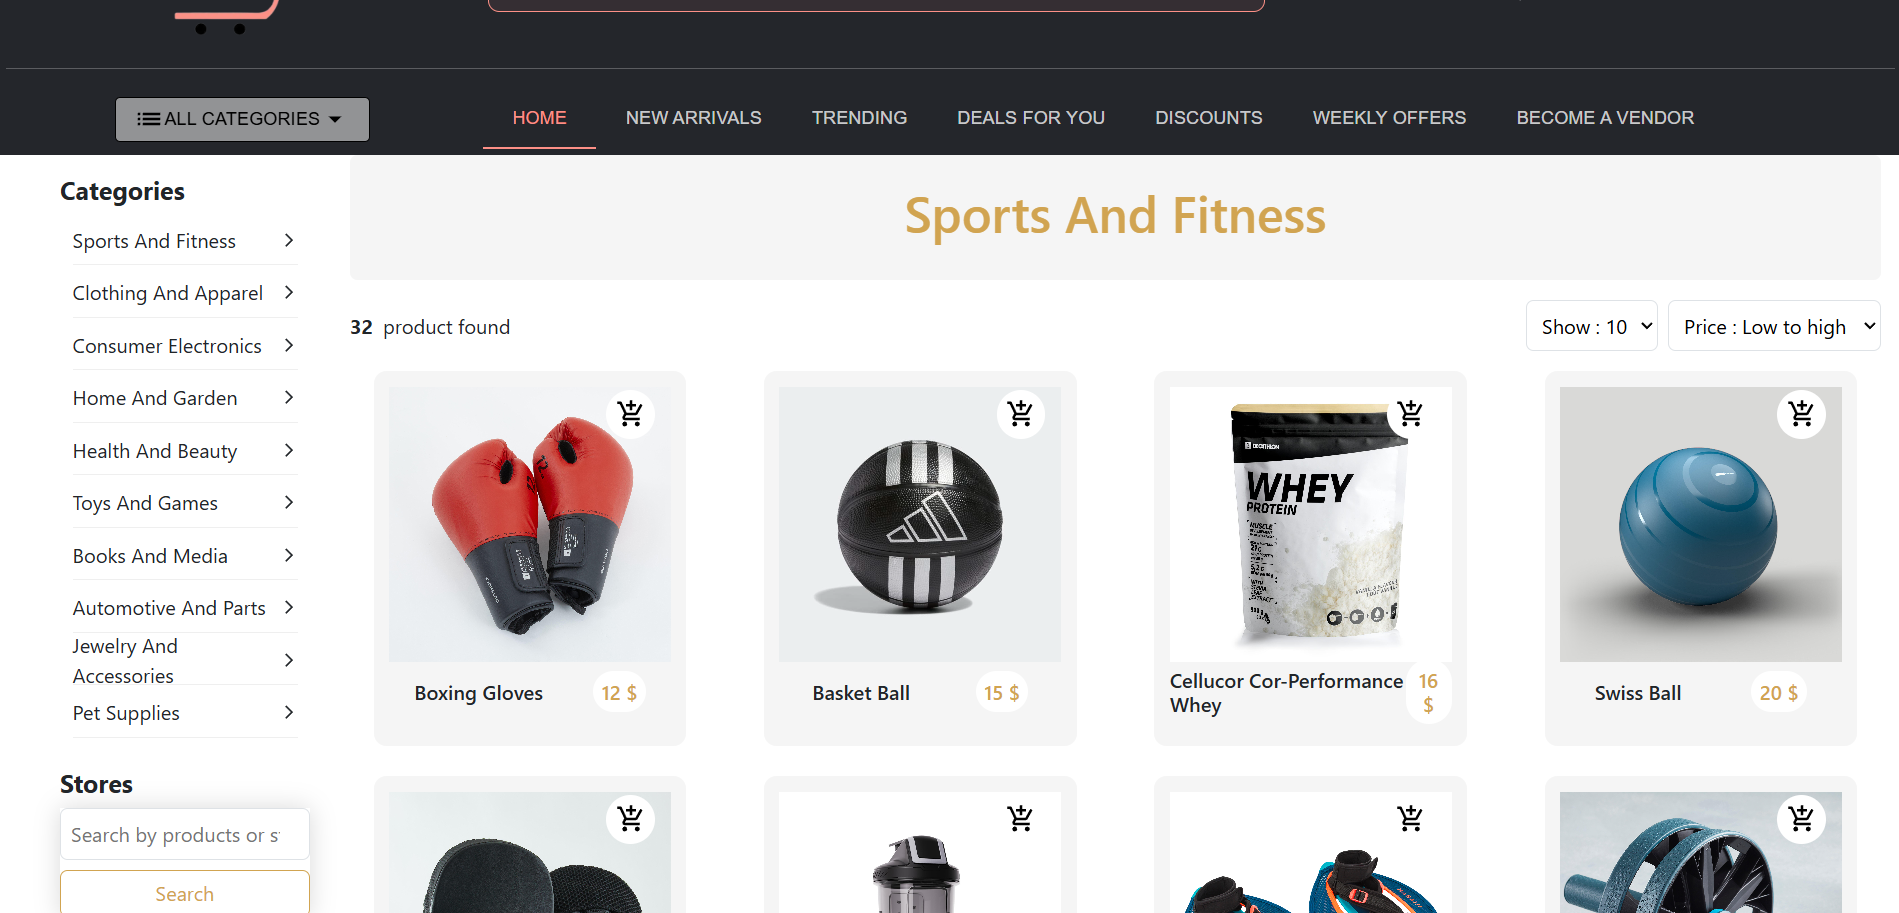 ALL CATEGORIES
HOME
NEW ARRIVALS
TRENDING
DEALS FOR YOU
DISCOUNTS
WEEKLY OFFERS
BECOME A VENDOR
Categories
Sports And Fitness
Clothing And Apparel
Consumer Electronics
Home And Garden
Health And Beauty
Toys And Games
Books And Media
Automotive And Parts
Jewelry And
Accessories
Pet Supplies
Stores
Search by products or s
Search
Sports And Fitness
32 product found
Show : 10
Price : Low to high
DECATHLON
WHEY
PROTEIN
MUSCLE
Boxing Gloves
12 $
Basket Ball
15 $
Cellucor Cor-Performance
Whey
16
$
Swiss Ball
20 $